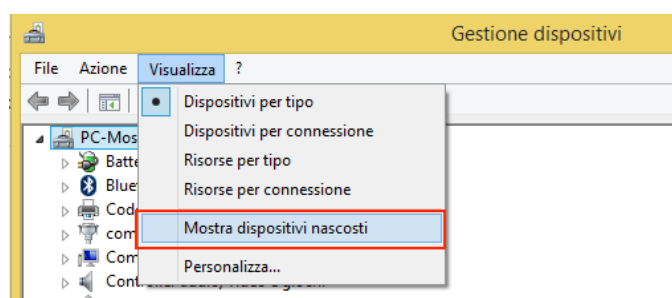 Gestione dispositivi
File Azione Visualizza ?
Dispositivi per tipo
Dispositivi per connessione
Risorse per tipo
Risorse per connessione
Mostra dispositivi nascosti
Personalizza...
PC-Mos
Batte
Blue
Cod
com
Com
Cont